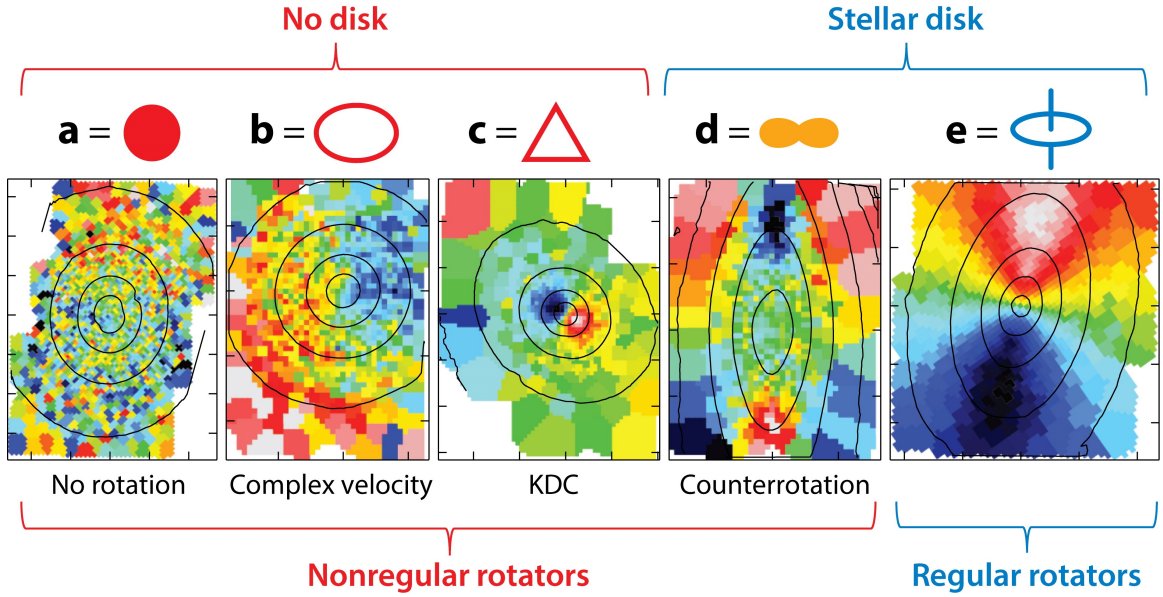 No disk
Stellar disk
a =
b =
c =
d =
e =
No rotation
Complex velocity
KDC
Counterrotation
Nonregular rotators
Regular rotators